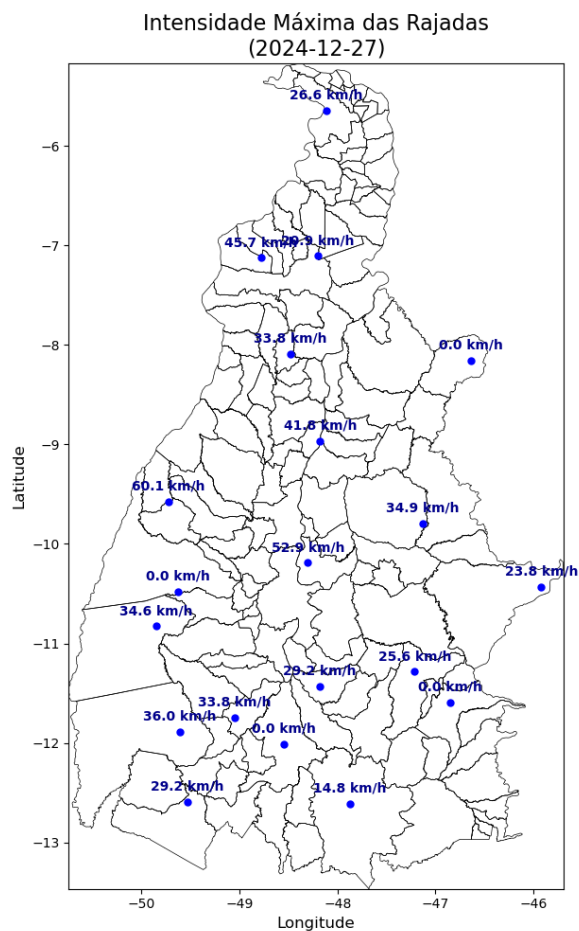 Intensidade Máxima das Rajadas
(2024-12-27)
26.6 km/h
45.7 km/h
0.0 km/h
33.8 km/h
41.8 km/h
60.1 km/h
34.9 km/h
52.9 km/h
23.8 km/h
0.0 km/h
34.6 km/h
25.6 km/h
29.2 km/h
0.0 km/h
33.8 km/h
36.0 km/h
0.0 km/h
29.2 km/h
14.8 km/h
−6
−7
−8
−9
−10
−11
−12
−13
Latitude
−50
−49
−48
−47
−46
Longitude